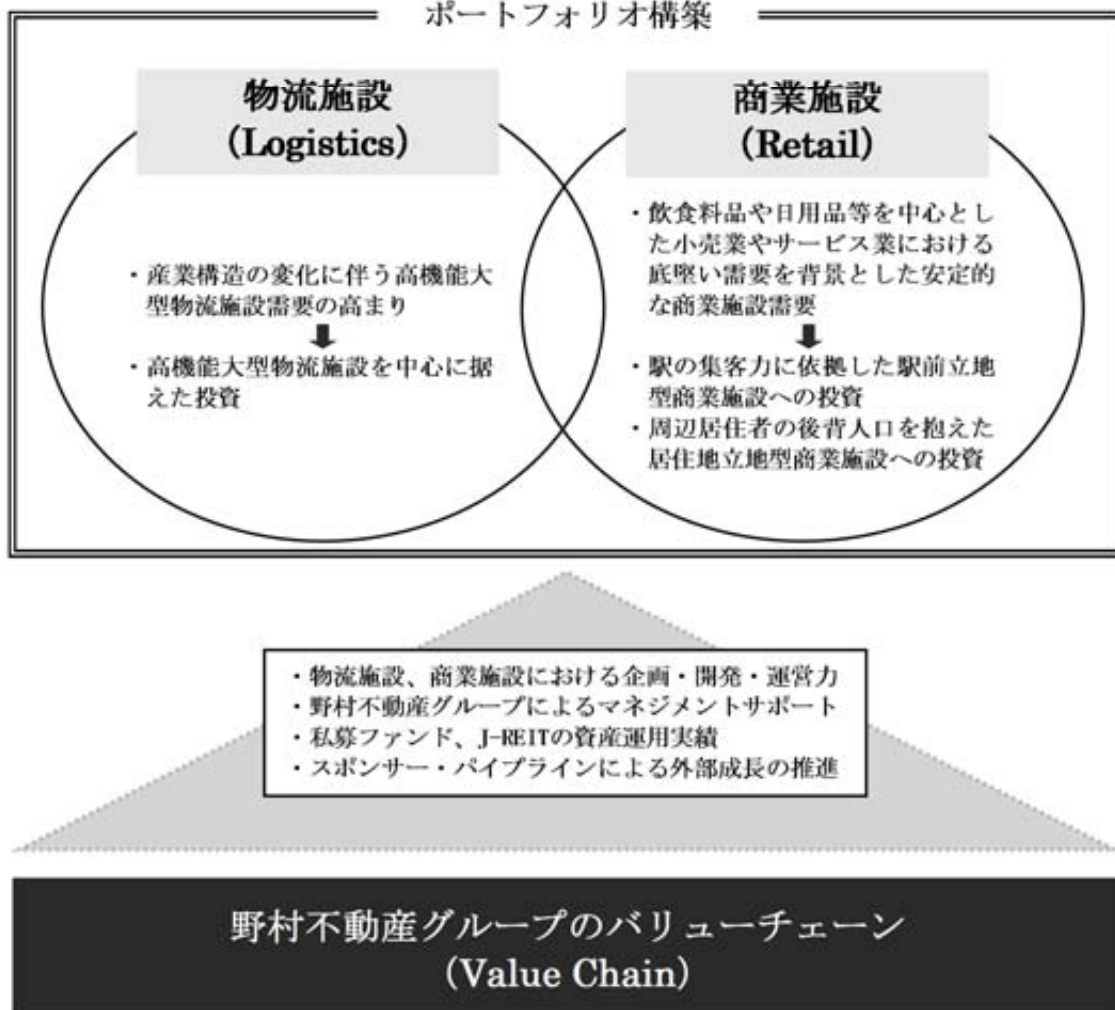 ポートフォリオ構築
物流施設
(Logistics)
・産業構造の変化に伴う高機能大
型物流施設需要の高まり
・高機能大型物流施設を中心に据
えた投資
商業施設
(Retail)
・飲食料品や日用品等を中心とし
た小売業やサービス業における
底堅い需要を背景とした安定的
な商業施設需要
・駅の集客力に依拠した駅前立地
型商業施設への投資
・周辺居住者の後背人口を抱えた
居住地立地型商業施設への投資
・物流施設、商業施設における企画・開発・運営力
・野村不動産グループによるマネジメントサポート
・私募ファンド、J-REITの資産運用実績
・スポンサー・パイプラインによる外部成長の推進
野村不動産グループのバリューチェーン
(Value Chain)